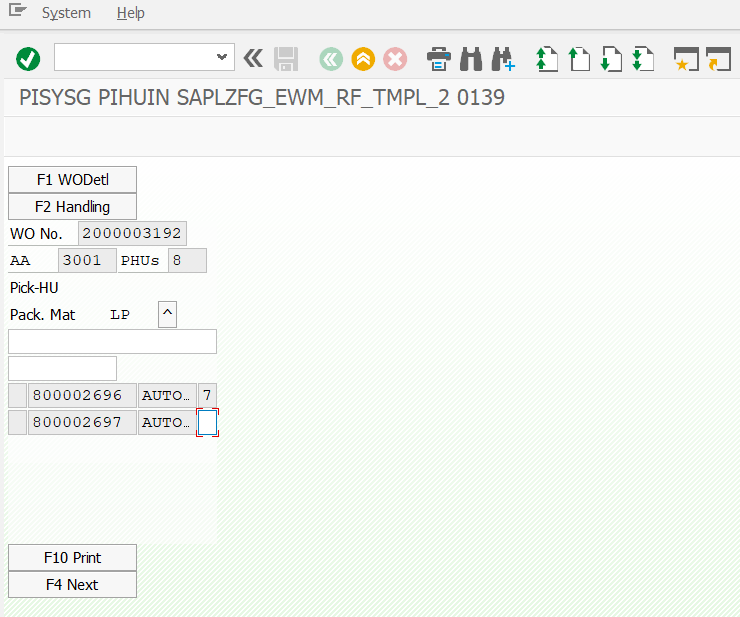 System Help
PISYSG PIHUIN SAPLZFG_EWM_RF_TMPL_2 0139
F1 WODetl
F2 Handling
WO No. 2000003192
AA 3001 PHUs 8
Pick-HU
Pack. Mat LP ^
800002696 AUTO… 7
800002697 AUTO…
F10 Print
F4 Next